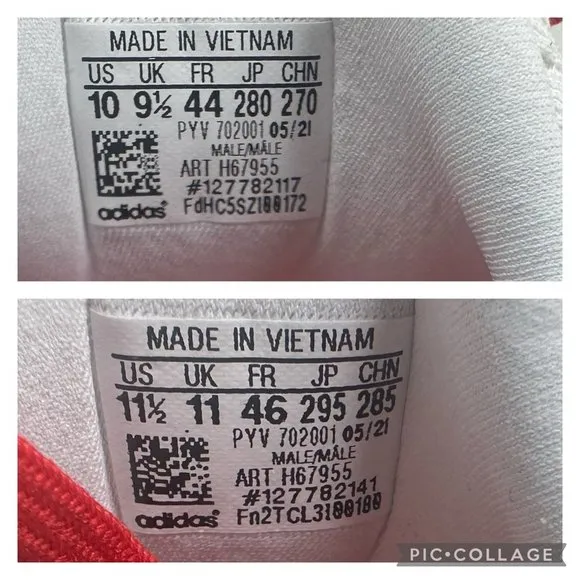 MADE IN VIETNAM
US UK FR JP CHN
10 9½ 44 280 270
PYV 702001 05/21
MALE/MÂLE
ART H67955
#127782117
adidas FdHC5SZI00172
MADE IN VIETNAM
US UK FR JP CHN
11½ 11 46 295 285
PYV 702001 05/21
MALE/MÂLE
ART H67955
#127782141
adidas Fn2TCL3I00180
PIC•COLLAGE